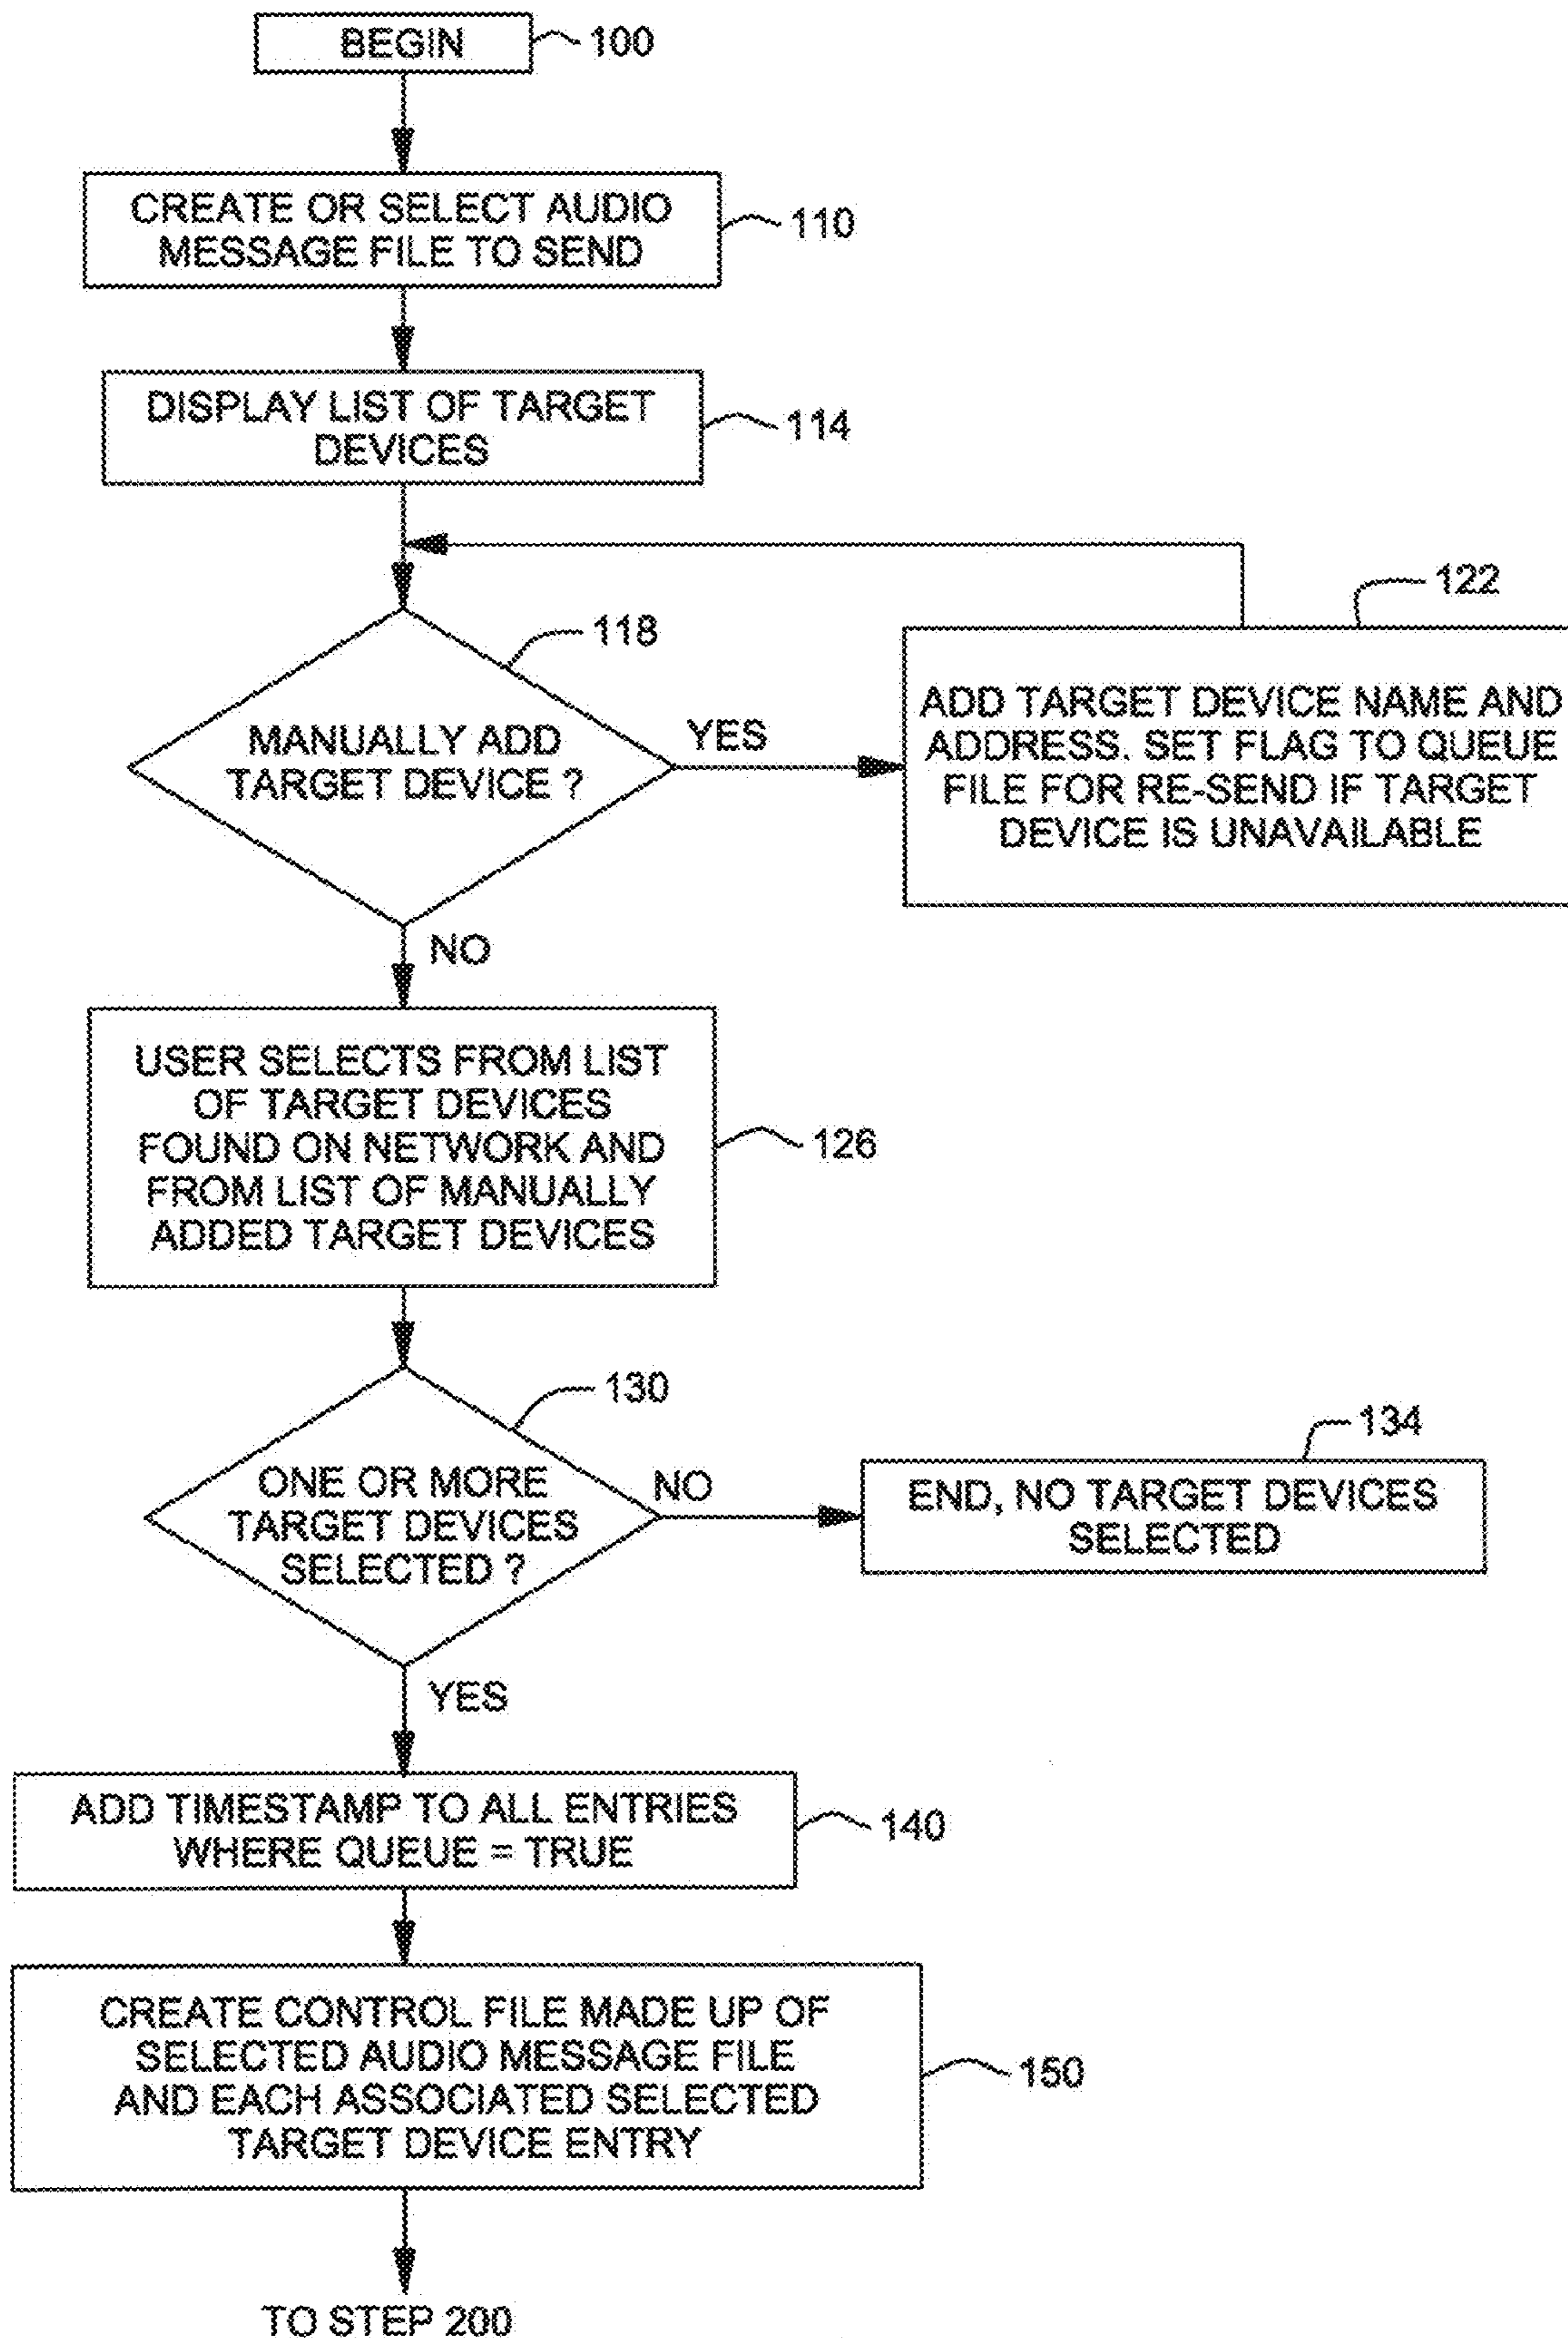 BEGIN
100
CREATE OR SELECT AUDIO
MESSAGE FILE TO SEND
110
DISPLAY LIST OF TARGET
DEVICES
114
118
MANUALLY ADD
TARGET DEVICE ?
YES
122
ADD TARGET DEVICE NAME AND
ADDRESS. SET FLAG TO QUEUE
FILE FOR RE-SEND IF TARGET
DEVICE IS UNAVAILABLE
NO
USER SELECTS FROM LIST
OF TARGET DEVICES
FOUND ON NETWORK AND
FROM LIST OF MANUALLY
ADDED TARGET DEVICES
126
130
ONE OR MORE
TARGET DEVICES
SELECTED ?
NO
134
END, NO TARGET DEVICES
SELECTED
YES
ADD TIMESTAMP TO ALL ENTRIES
WHERE QUEUE = TRUE
140
CREATE CONTROL FILE MADE UP OF
SELECTED AUDIO MESSAGE FILE
AND EACH ASSOCIATED SELECTED
TARGET DEVICE ENTRY
150
TO STEP 200